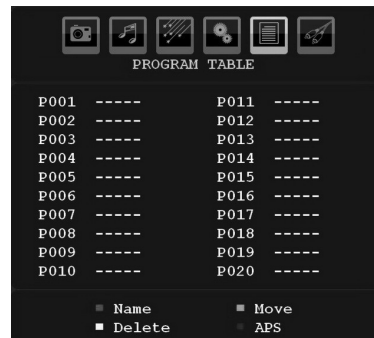 PROGRAM TABLE
P001 ----- P011 -----
P002 ----- P012 -----
P003 ----- P013 -----
P004 ----- P014 -----
P005 ----- P015 -----
P006 ----- P016 -----
P007 ----- P017 -----
P008 ----- P018 -----
P009 ----- P019 -----
P010 ----- P020 -----
Name Move
Delete APS